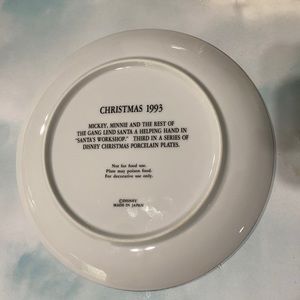 CHRISTMAS 1993
MICKEY, MINNIE AND THE REST OF
THE GANG LEND SANTA A HELPING HAND IN
"SANTA'S WORKSHOP." THIRD IN A SERIES OF
DISNEY CHRISTMAS PORCELAIN PLATES.
Not for food use.
Plate may poison food.
For decorative use only.
©DISNEY
MADE IN JAPAN